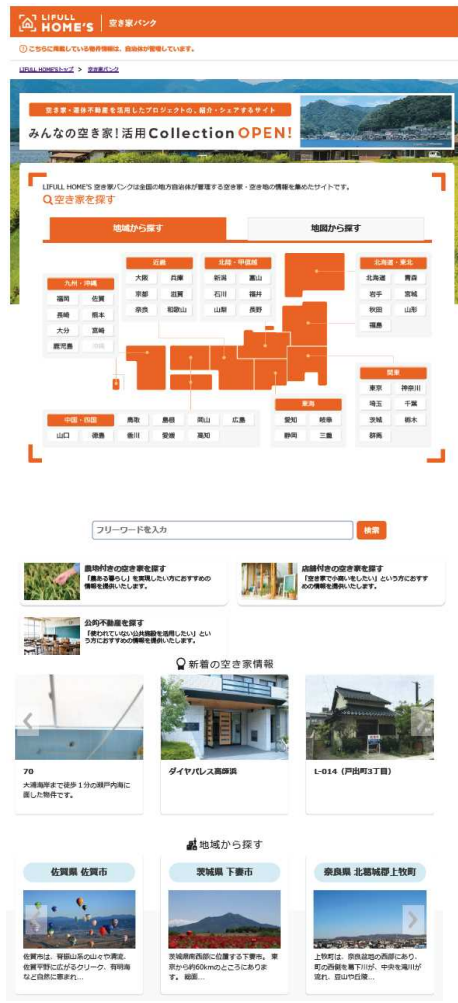 LIFULL
HOME'S 空き家バンク
こちらに掲載している物件情報は、自治体が管理しています。
LIFULL HOME'Sトップ > 空き家バンク
空き家・遊休不動産を活用したプロジェクトの、紹介・シェアするサイト
みんなの空き家!活用Collection OPEN!
LIFULL HOME'S 空き家バンクは全国の地方自治体が管理する空き家・空き地の情報を集めたサイトです。
空き家を探す
地域から探す 地図から探す
九州・沖縄
福岡 佐賀
長崎 熊本
大分 宮崎
鹿児島 沖縄
近畿
大阪 兵庫
京都 滋賀
奈良 和歌山
北陸・甲信越
新潟 富山
石川 福井
山梨 長野
北海道・東北
北海道 青森
岩手 宮城
秋田 山形
福島
関東
東京 神奈川
埼玉 千葉
茨城 栃木
群馬
中国・四国 鳥取 島根 岡山 広島
山口 徳島 香川 愛媛 高知
東海
愛知 岐阜
静岡 三重
フリーワードを入力 検索
農地付きの空き家を探す
「農ある暮らし」を実現したい方におすすめの
情報を提供いたします。
店舗付きの空き家を探す
「空き家で小商いをしたい」という方におすす
めの情報を提供いたします。
公的不動産を探す
「使われていない公共施設を活用したい」とい
う方におすすめの情報を提供いたします。
新着の空き家情報
70
大浦海岸まで徒歩1分の瀬戸内海に
面した物件です。
ダイヤパレス高師浜
L-014(戸出町3丁目)
地域から探す
佐賀県 佐賀市
佐賀市は、脊振山系の山々や清流、
佐賀平野に広がるクリーク、有明海
など自然に恵まれ...
茨城県 下妻市
茨城県南西部に位置する下妻市。東
京から約60kmのところにありま
す。
奈良県 北葛城郡上牧町
上牧町は、奈良盆地の西部にあり、
町の西側を葛下川が、中央を滝川が
流れ、豊山や丘陵...